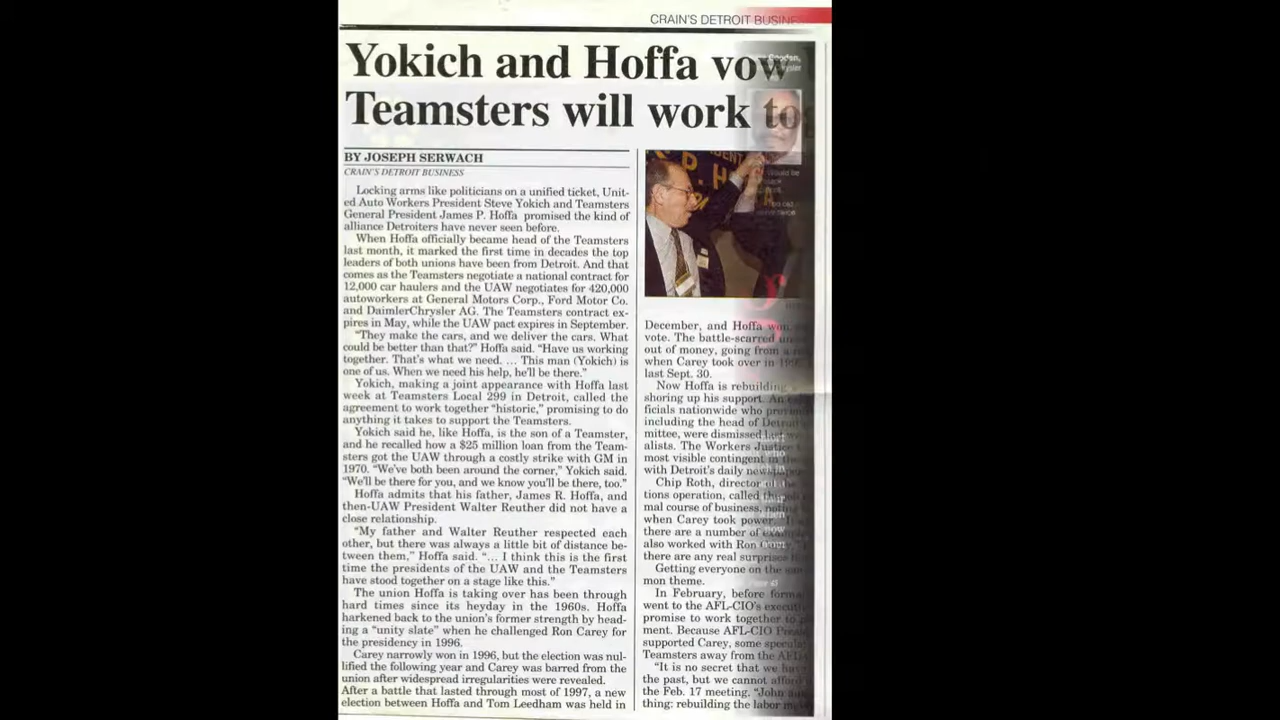 CRAIN'S DETROIT BUSINE
Yokich and Hoffa vow
Teamsters will work to
BY JOSEPH SERWACH
CRAIN'S DETROIT BUSINESS
Locking arms like politicians on a unified ticket, Unit-
ed Auto Workers President Steve Yokich and Teamsters
General President James P. Hoffa promised the kind of
alliance Detroiters have never seen before.
When Hoffa officially became head of the Teamsters
last month, it marked the first time in decades the top
leaders of both unions have been from Detroit. And that
comes as the Teamsters negotiate a national contract for
12,000 car haulers and the UAW negotiates for 420,000
autoworkers at General Motors Corp., Ford Motor Co.
and DaimlerChrysler AG. The Teamsters contract ex-
pires in May, while the UAW pact expires in September.
"They make the cars, and we deliver the cars. What
could be better than that?" Hoffa said. "Have us working
together. That's what we need. ... This man (Yokich) is
one of us. When we need his help, he'll be there."
Yokich, making a joint appearance with Hoffa last
week at Teamsters Local 299 in Detroit, called the
agreement to work together "historic," promising to do
anything it takes to support the Teamsters.
Yokich said he, like Hoffa, is the son of a Teamster,
and he recalled how a $25 million loan from the Team-
sters got the UAW through a costly strike with GM in
1970. "We've both been around the corner," Yokich said.
"We'll be there for you, and we know you'll be there, too."
Hoffa admits that his father, James R. Hoffa, and
then-UAW President Walter Reuther did not have a
close relationship.
"My father and Walter Reuther respected each
other, but there was always a little bit of distance be-
tween them," Hoffa said. "... I think this is the first
time the presidents of the UAW and the Teamsters
have stood together on a stage like this."
The union Hoffa is taking over has been through
hard times since its heyday in the 1960s. Hoffa
harkened back to the union's former strength by head-
ing a "unity slate" when he challenged Ron Carey for
the presidency in 1996.
Carey narrowly won in 1996, but the election was nul-
lified the following year and Carey was barred from the
union after widespread irregularities were revealed.
After a battle that lasted through most of 1997, a new
election between Hoffa and Tom Leedham was held in
December, and Hoffa won
vote. The battle-scarred
out of money, going from
when Carey took over in
last Sept. 30.
Now Hoffa is rebuilding
shoring up his support. An
ficials nationwide who
including the head of
mittee, were dismissed
alists. The Workers Justice
most visible contingent in
with Detroit's daily
Chip Roth, director of the
tions operation, called
mal course of business,
when Carey took power.
there are a number of
also worked with Ron
there are any real surprises
Getting everyone on the
mon theme.
In February, before
went to the AFL-CIO's
promise to work together to
ment. Because AFL-CIO
supported Carey, some
Teamsters away from the
"It is no secret that we
the past, but we cannot
the Feb. 17 meeting. "John
thing: rebuilding the labor